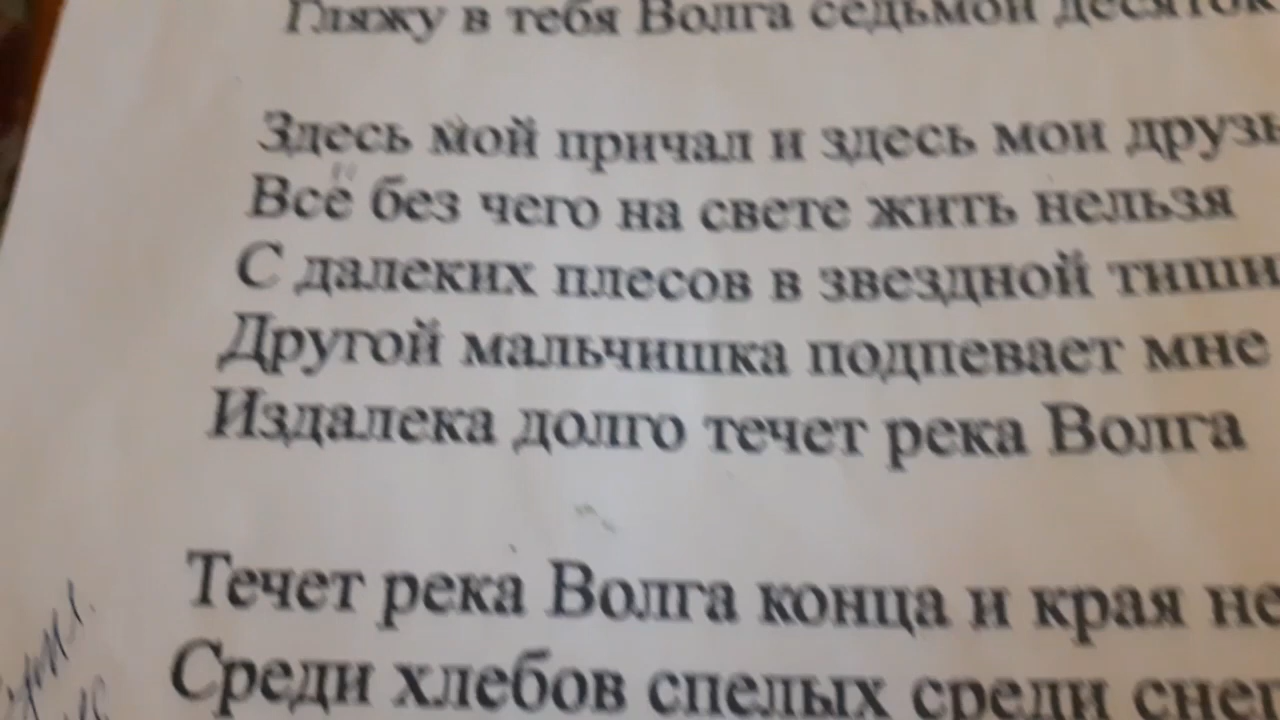 Гляжу в тебя Волга седьмой десяток
Здесь мой причал и здесь мои
Всё без чего на свете жить нельзя
С далеких плесов в звездной
Другой мальчишка подпевает мне
Издалека долго течет река Волга
Течет река Волга конца и края
Среди хлебов спелых среди